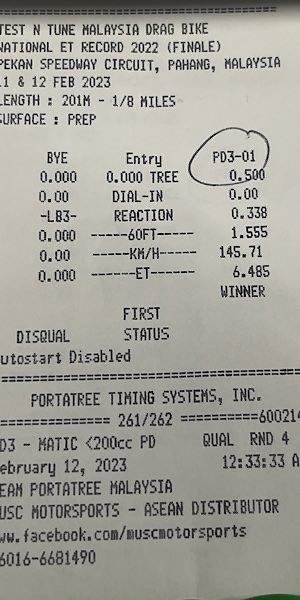 TEST N TUNE MALAYSIA DRAG BIKE
NATIONAL ET RECORD 2022 (FINALE)
PEKAN SPEEDWAY CIRCUIT, PAHANG, MALAYSIA
11 & 12 FEB 2023
LENGTH : 201M - 1/8 MILES
SURFACE : PREP
BYE Entry PD3-01
0.000 0.000 TREE 0.500
0.00 DIAL-IN 0.00
-LB3- REACTION 0.338
0.000 -----60FT----- 1.555
0.00 -----KM/H----- 145.71
0.000 ------ET------ 6.485
WINNER
FIRST
DISQUAL STATUS
utostart Disabled
PORTATREE TIMING SYSTEMS, INC.
============== 261/262 ==========600214
D3 - MATIC <200cc PD QUAL RND 4
ebruary 12, 2023 12:33:33 A
EAM PORTATREE MALAYSIA
USC MOTORSPORTS - ASEAN DISTRIBUTOR
ww.facebook.com/muscmotorsports
6016-6681490